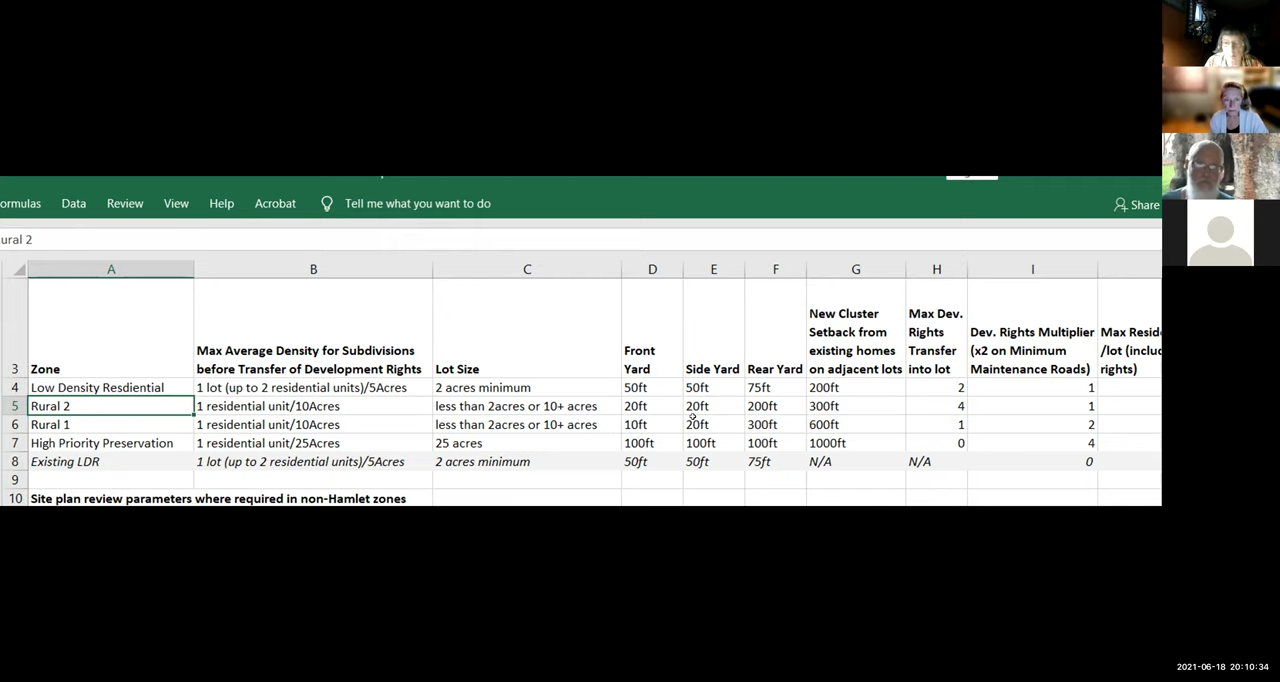 ormulas Data Review View Help Acrobat Tell me what you want to do Share
ural 2
A B C D E F G H I
3 Zone Max Average Density for Subdivisions before Transfer of Development Rights Lot Size Front Yard Side Yard Rear Yard New Cluster Setback from existing homes on adjacent lots Max Dev. Rights Transfer into lot Dev. Rights Multiplier (x2 on Minimum Maintenance Roads) Max Reside /lot (includ rights)
4 Low Density Resdiential 1 lot (up to 2 residential units)/5Acres 2 acres minimum 50ft 50ft 75ft 200ft 2 1
5 Rural 2 1 residential unit/10Acres less than 2acres or 10+ acres 20ft 20ft 200ft 300ft 4 1
6 Rural 1 1 residential unit/10Acres less than 2acres or 10+ acres 10ft 20ft 300ft 600ft 1 2
7 High Priority Preservation 1 residential unit/25Acres 25 acres 100ft 100ft 100ft 1000ft 0 4
8 Existing LDR 1 lot (up to 2 residential units)/5Acres 2 acres minimum 50ft 50ft 75ft N/A N/A 0
9
10 Site plan review parameters where required in non-Hamlet zones
2021-06-18 20:10:34